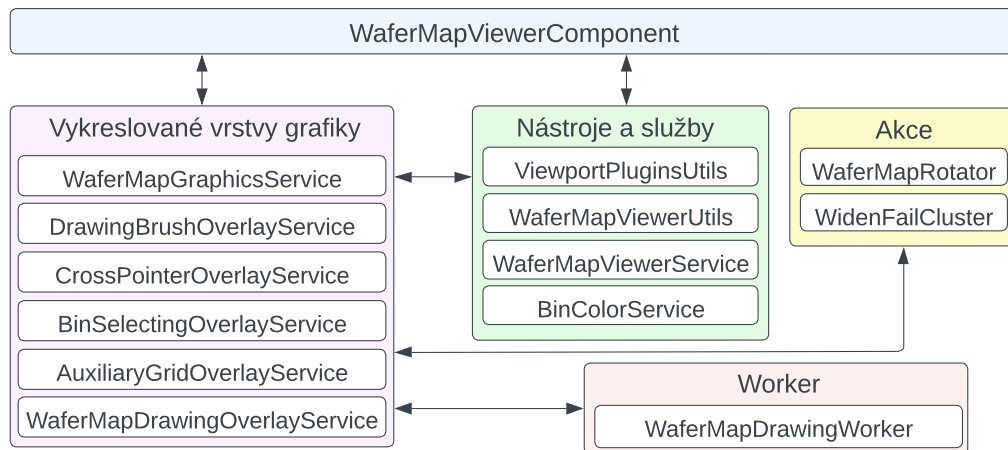 WaferMapViewerComponent
Vykreslované vrstvy grafiky
WaferMapGraphicsService
DrawingBrushOverlayService
CrossPointerOverlayService
BinSelectingOverlayService
AuxiliaryGridOverlayService
WaferMapDrawingOverlayService
Nástroje a služby
ViewportPluginsUtils
WaferMapViewerUtils
WaferMapViewerService
BinColorService
Akce
WaferMapRotator
WidenFailCluster
Worker
WaferMapDrawingWorker